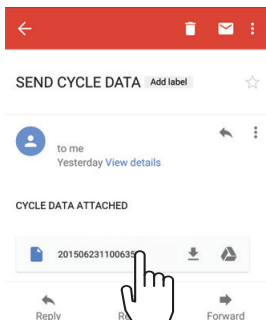 SEND CYCLE DATA Add label
to me
Yesterday View details
CYCLE DATA ATTACHED
201506231100635
Reply
Forward